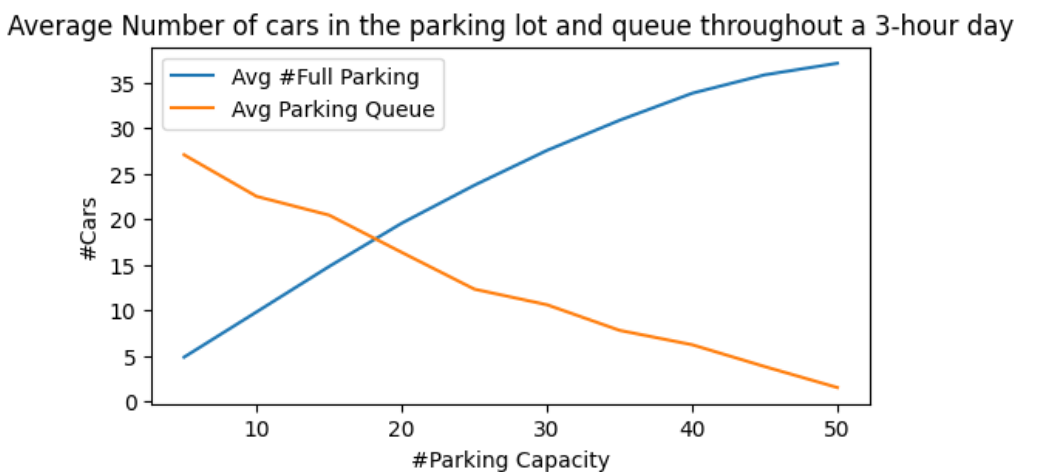 Average Number of cars in the parking lot and queue throughout a 3-hour day
Avg #Full Parking
Avg Parking Queue
35
30
25
20
15
10
5
0
#Cars
10 20 30 40 50
#Parking Capacity